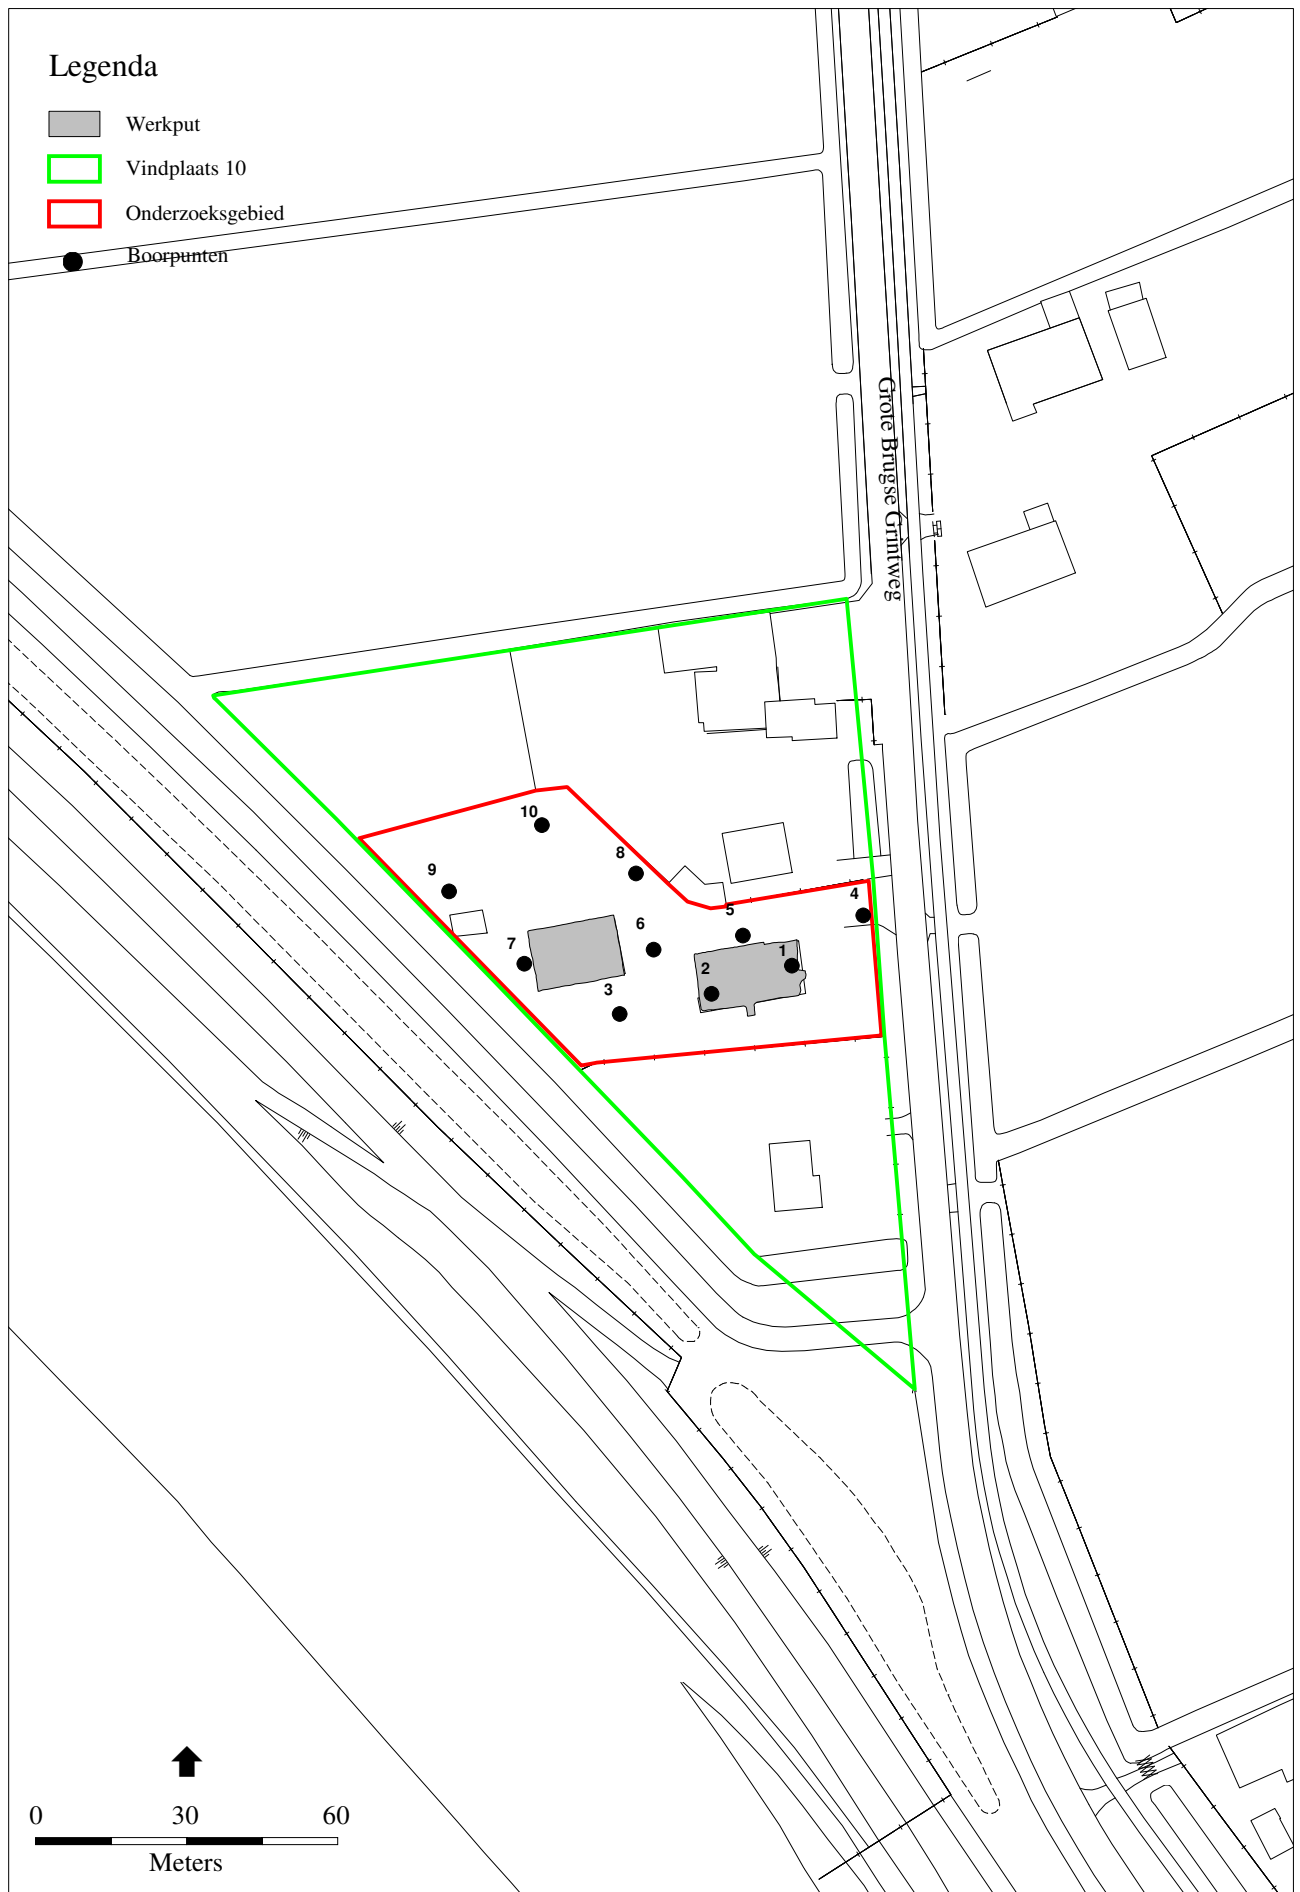 Legenda
Werkput
Vindplaats 10
Onderzoeksgebied
Boorpunten
Grote Brugse Grintweg
10
8
9
4
5
6
7
1
2
3
0 30 60
Meters